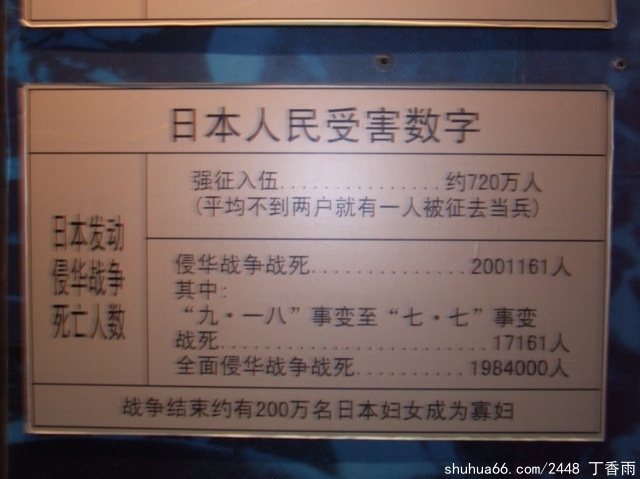 日本人民受害数字
日本发动
侵华战争
死亡人数
强征入伍...............约720万人
(平均不到两户就有一人被征去当兵)
侵华战争战死..............2001161人
其中:
“九·一八”事变至“七·七”事变
战死..........................17161人
全面侵华战争战死..........1984000人
战争结束约有200万名日本妇女成为寡妇
shuhua66.com/2448 丁香雨